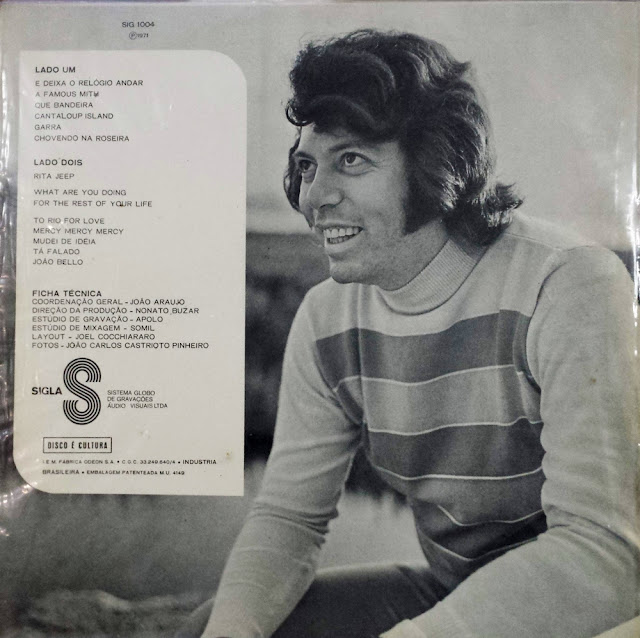 SIG 1004
Ⓟ1971
LADO UM
E DEIXA O RELÓGIO ANDAR
A FAMOUS MITH
QUE BANDEIRA
CANTALOUP ISLAND
GARRA
CHOVENDO NA ROSEIRA
LADO DOIS
RITA JEEP
WHAT ARE YOU DOING
FOR THE REST OF YOUR LIFE
TO RIO FOR LOVE
MERCY MERCY MERCY
MUDEI DE IDEIA
TÁ FALADO
JOÃO BELLO
FICHA TÉCNICA
COORDENAÇÃO GERAL - JOÃO ARAUJO
DIREÇÃO DA PRODUÇÃO - NONATO BUZAR
ESTÚDIO DE GRAVAÇÃO - APOLO
ESTÚDIO DE MIXAGEM - SOMIL
LAYOUT - JOEL COCCHIARARO
FOTOS - JOÃO CARLOS CASTRIOTO PINHEIRO
SIGLA S SISTEMA GLOBO
DE GRAVAÇÕES
ÁUDIO VISUAIS LTDA
DISCO É CULTURA
I.E.M. FÁBRICA ODEON S.A. • C.G.C. 33.249.640/4 • INDÚSTRIA
BRASILEIRA • EMBALAGEM PATENTEADA M.U. 4149